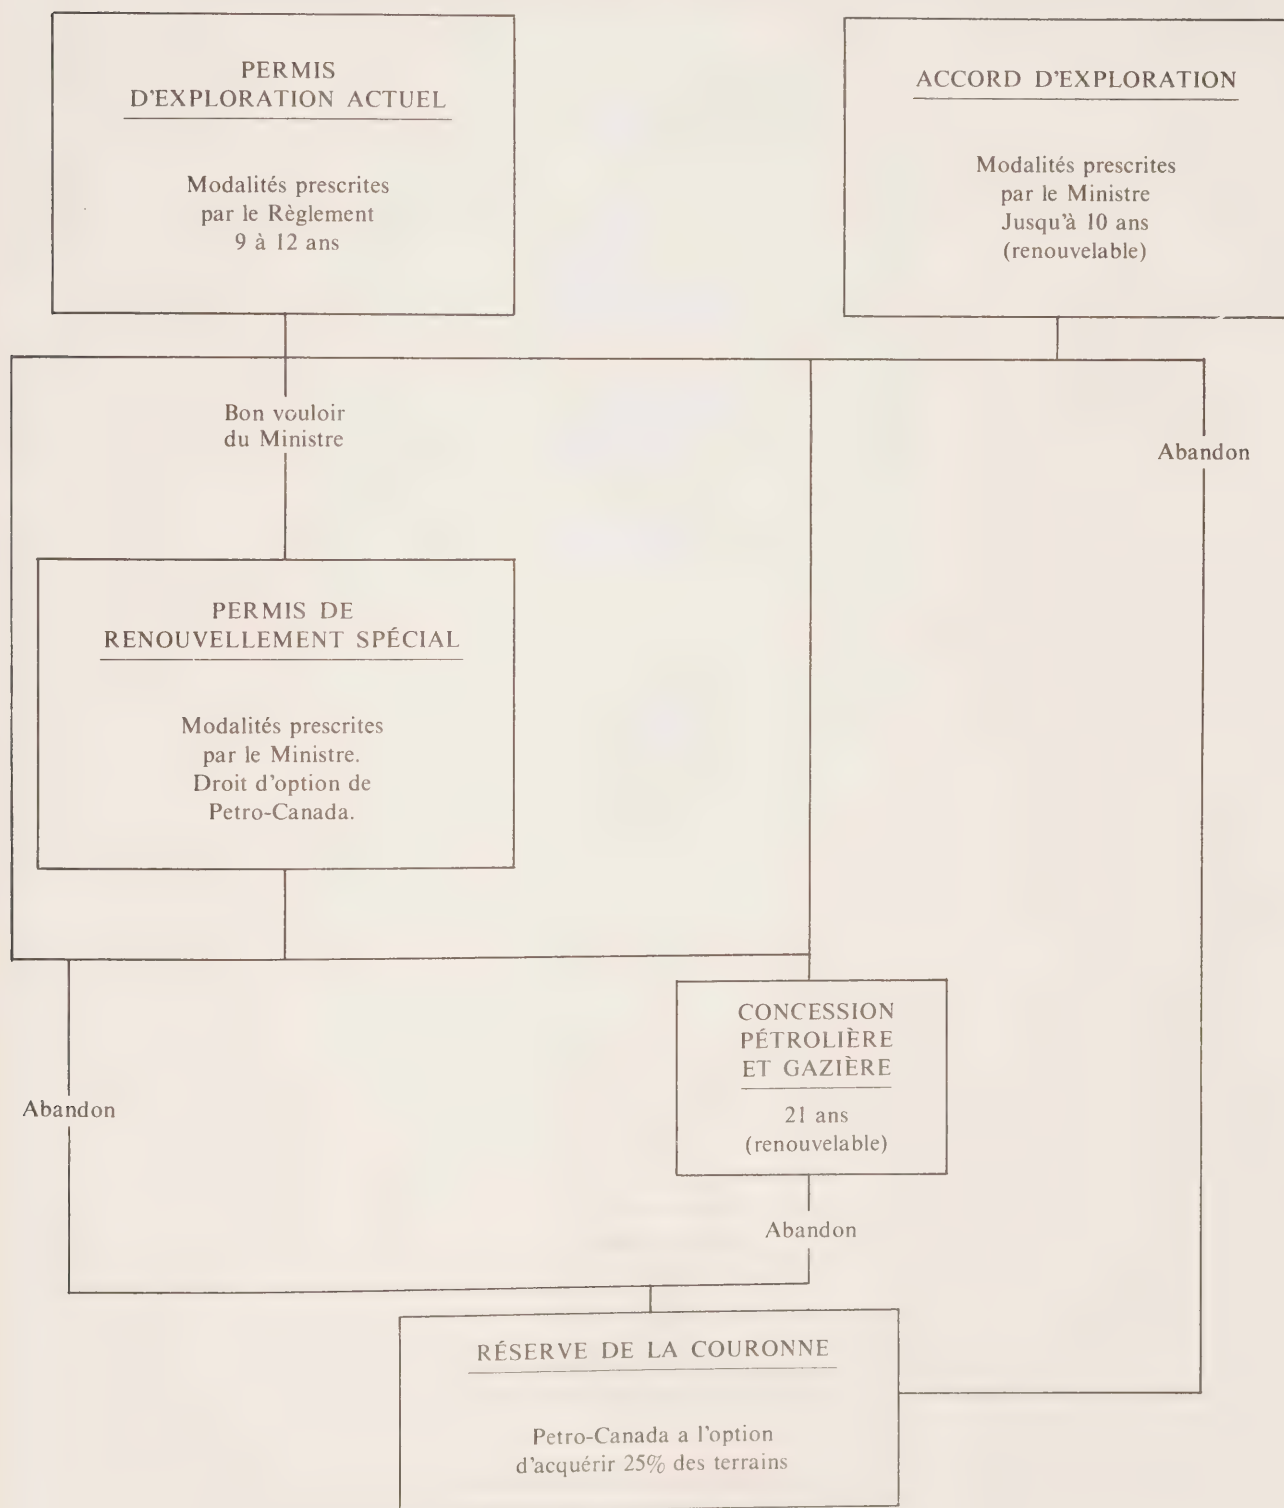 PERMIS
D'EXPLORATION ACTUEL
Modalités prescrites
par le Règlement
9 à 12 ans
ACCORD D'EXPLORATION
Modalités prescrites
par le Ministre
Jusqu'à 10 ans
(renouvelable)
Bon vouloir
du Ministre
Abandon
PERMIS DE
RENOUVELLEMENT SPÉCIAL
Modalités prescrites
par le Ministre.
Droit d'option de
Petro-Canada.
CONCESSION
PÉTROLIÈRE
ET GAZIÈRE
21 ans
(renouvelable)
Abandon
Abandon
RÉSERVE DE LA COURONNE
Petro-Canada a l'option
d'acquérir 25% des terrains